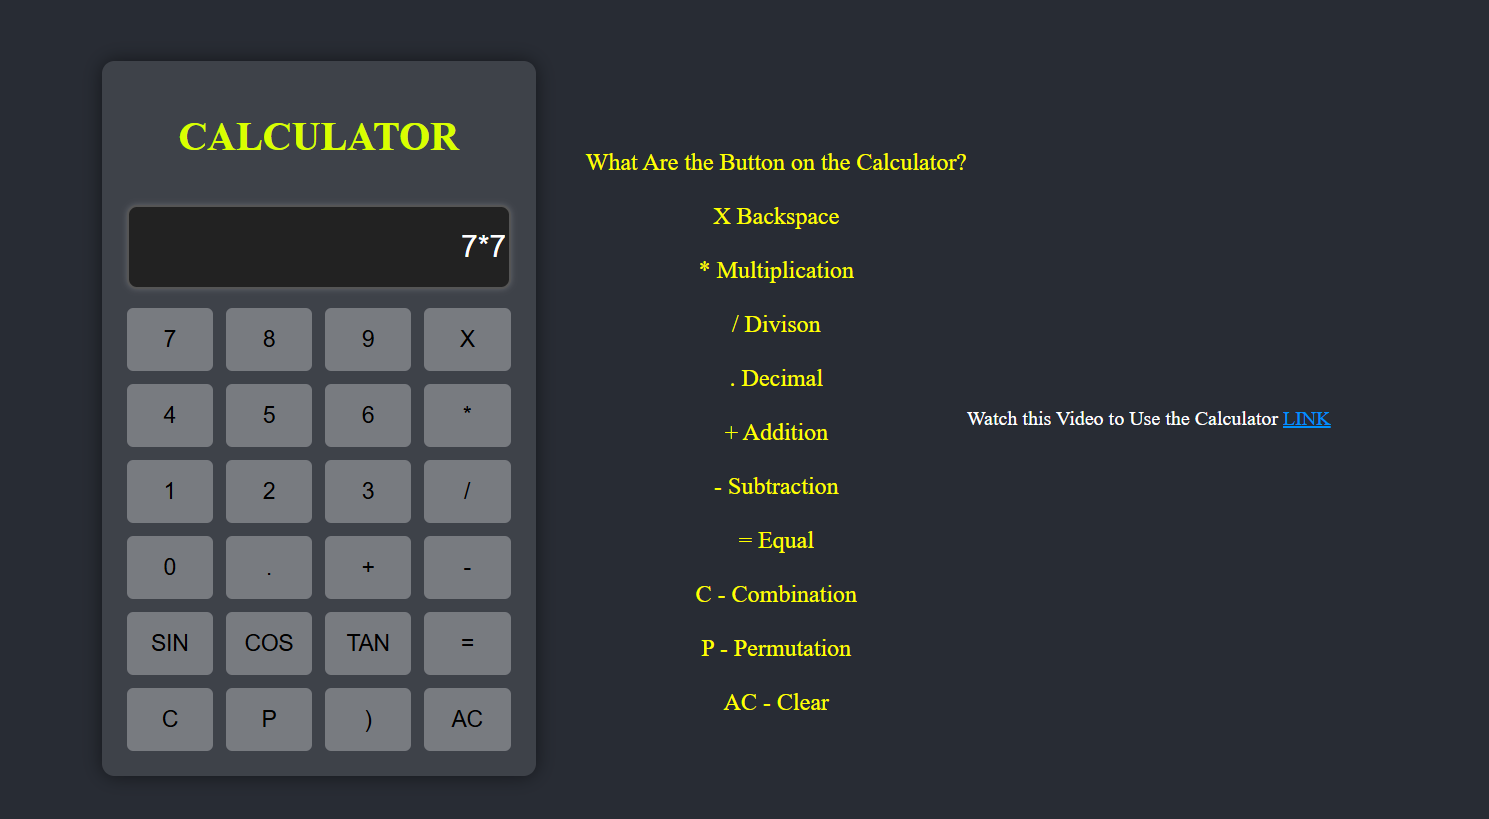 CALCULATOR
7*7
7 8 9 X
4 5 6 *
1 2 3 /
0 . + -
SIN COS TAN =
C P ) AC
What Are the Button on the Calculator?
X Backspace
* Multiplication
/ Divison
. Decimal
+ Addition
- Subtraction
= Equal
C - Combination
P - Permutation
AC - Clear
Watch this Video to Use the Calculator LINK